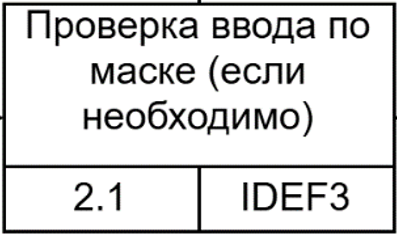 Проверка ввода по
маске (если
необходимо)
2.1 IDEF3